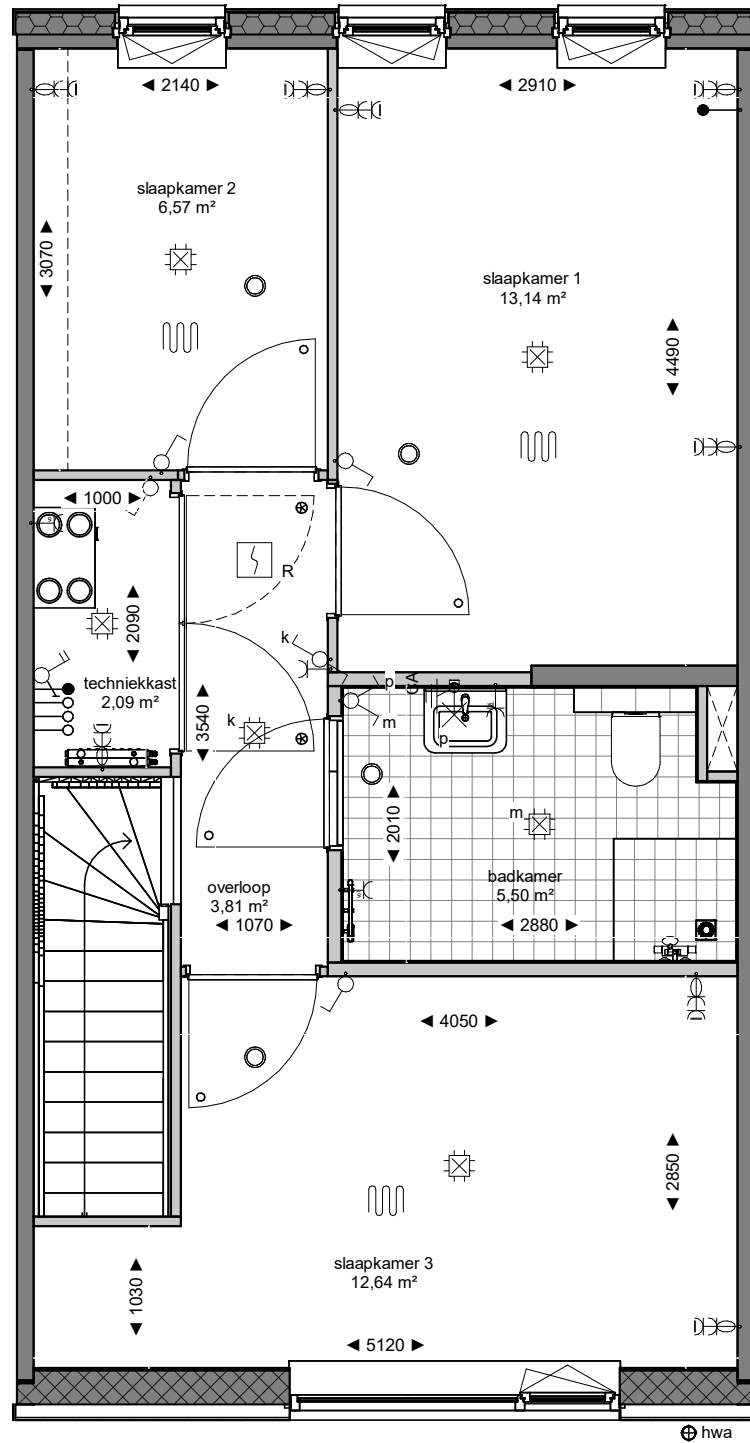 2140
2910
slaapkamer 2
6,57 m²
3070
slaapkamer 1
13,14 m²
4490
1000
R
2090
k
techniekkast
2,09 m²
3540
k
p
GA
m
p
2010
m
badkamer
5,50 m²
overloop
3,81 m²
1070
2880
4050
2850
slaapkamer 3
12,64 m²
1030
5120
hwa